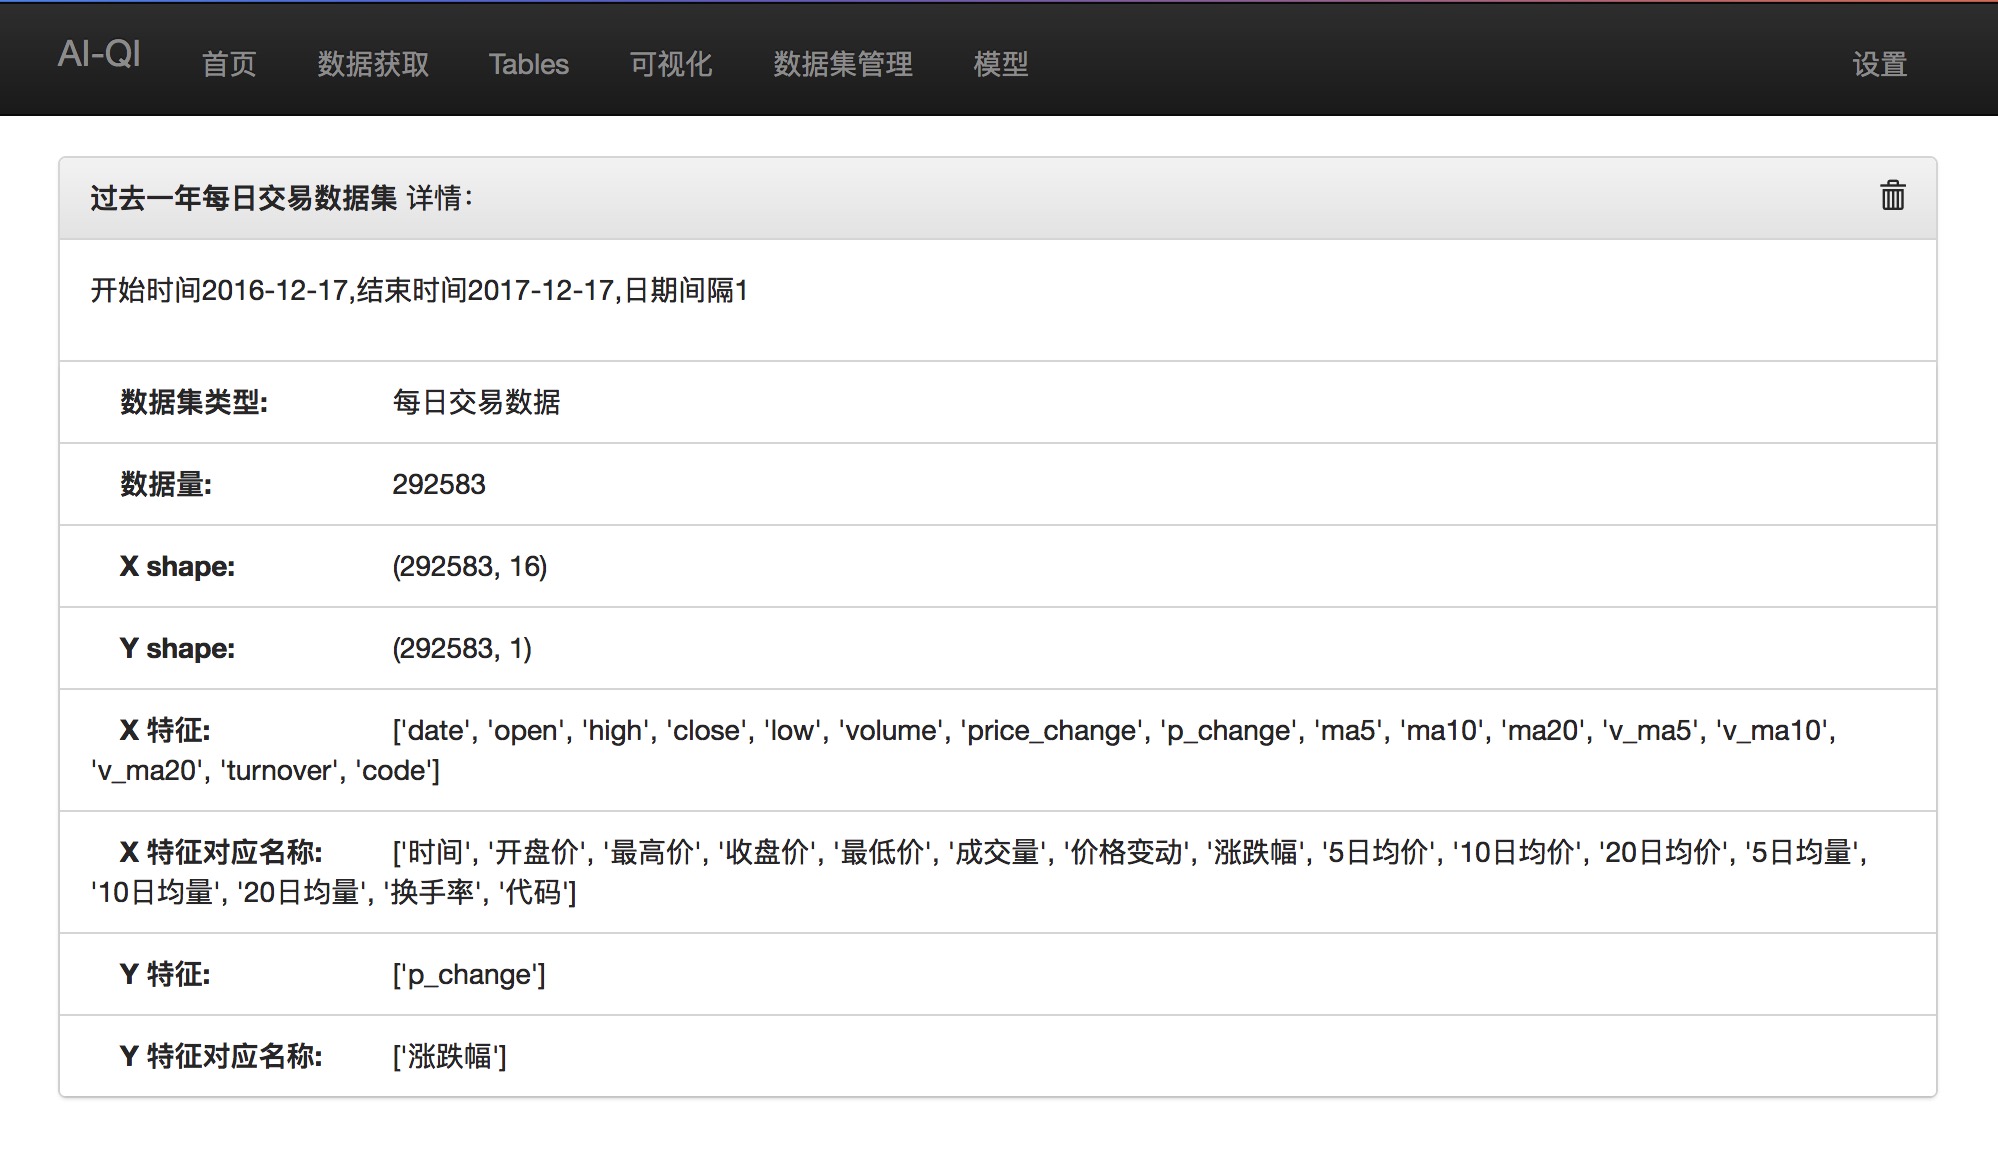 AI-QI 首页 数据获取 Tables 可视化 数据集管理 模型 设置
过去一年每日交易数据集 详情:
开始时间2016-12-17,结束时间2017-12-17,日期间隔1
数据集类型: 每日交易数据
数据量: 292583
X shape: (292583, 16)
Y shape: (292583, 1)
X 特征: ['date', 'open', 'high', 'close', 'low', 'volume', 'price_change', 'p_change', 'ma5', 'ma10', 'ma20', 'v_ma5', 'v_ma10',
'v_ma20', 'turnover', 'code']
X 特征对应名称: ['时间', '开盘价', '最高价', '收盘价', '最低价', '成交量', '价格变动', '涨跌幅', '5日均价', '10日均价', '20日均价', '5日均量',
'10日均量', '20日均量', '换手率', '代码']
Y 特征: ['p_change']
Y 特征对应名称: ['涨跌幅']